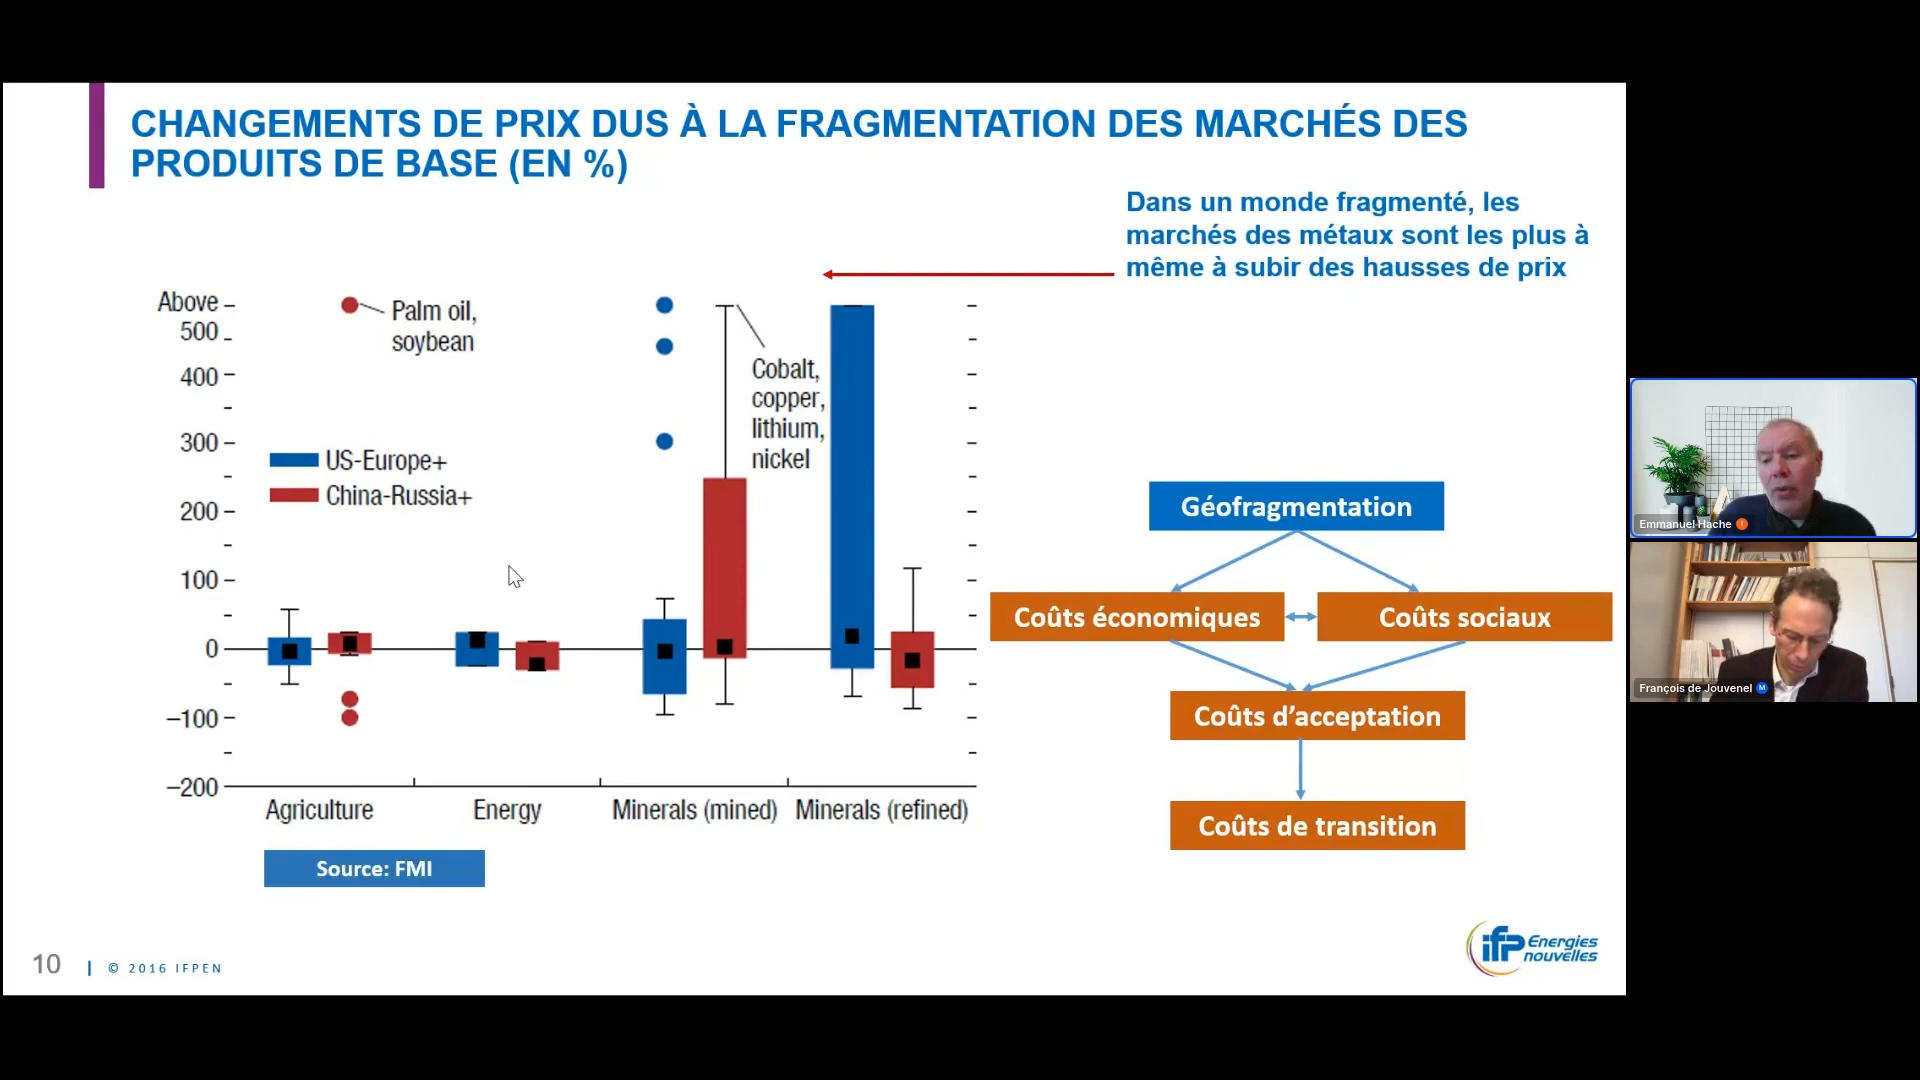 CHANGEMENTS DE PRIX DUS À LA FRAGMENTATION DES MARCHÉS DES
PRODUITS DE BASE (EN %)
Dans un monde fragmenté, les
marchés des métaux sont les plus à
même à subir des hausses de prix
Above
500
400
300
200
100
0
−100
−200
Palm oil,
soybean
US-Europe+
China-Russia+
Cobalt,
copper,
lithium,
nickel
Agriculture
Energy
Minerals (mined)
Minerals (refined)
Source: FMI
Géofragmentation
Coûts économiques
Coûts sociaux
Coûts d’acceptation
Coûts de transition
10
© 2016 IFPEN
ifp Energies
nouvelles
Emmanuel Hache
I
François de Jouvenel
M